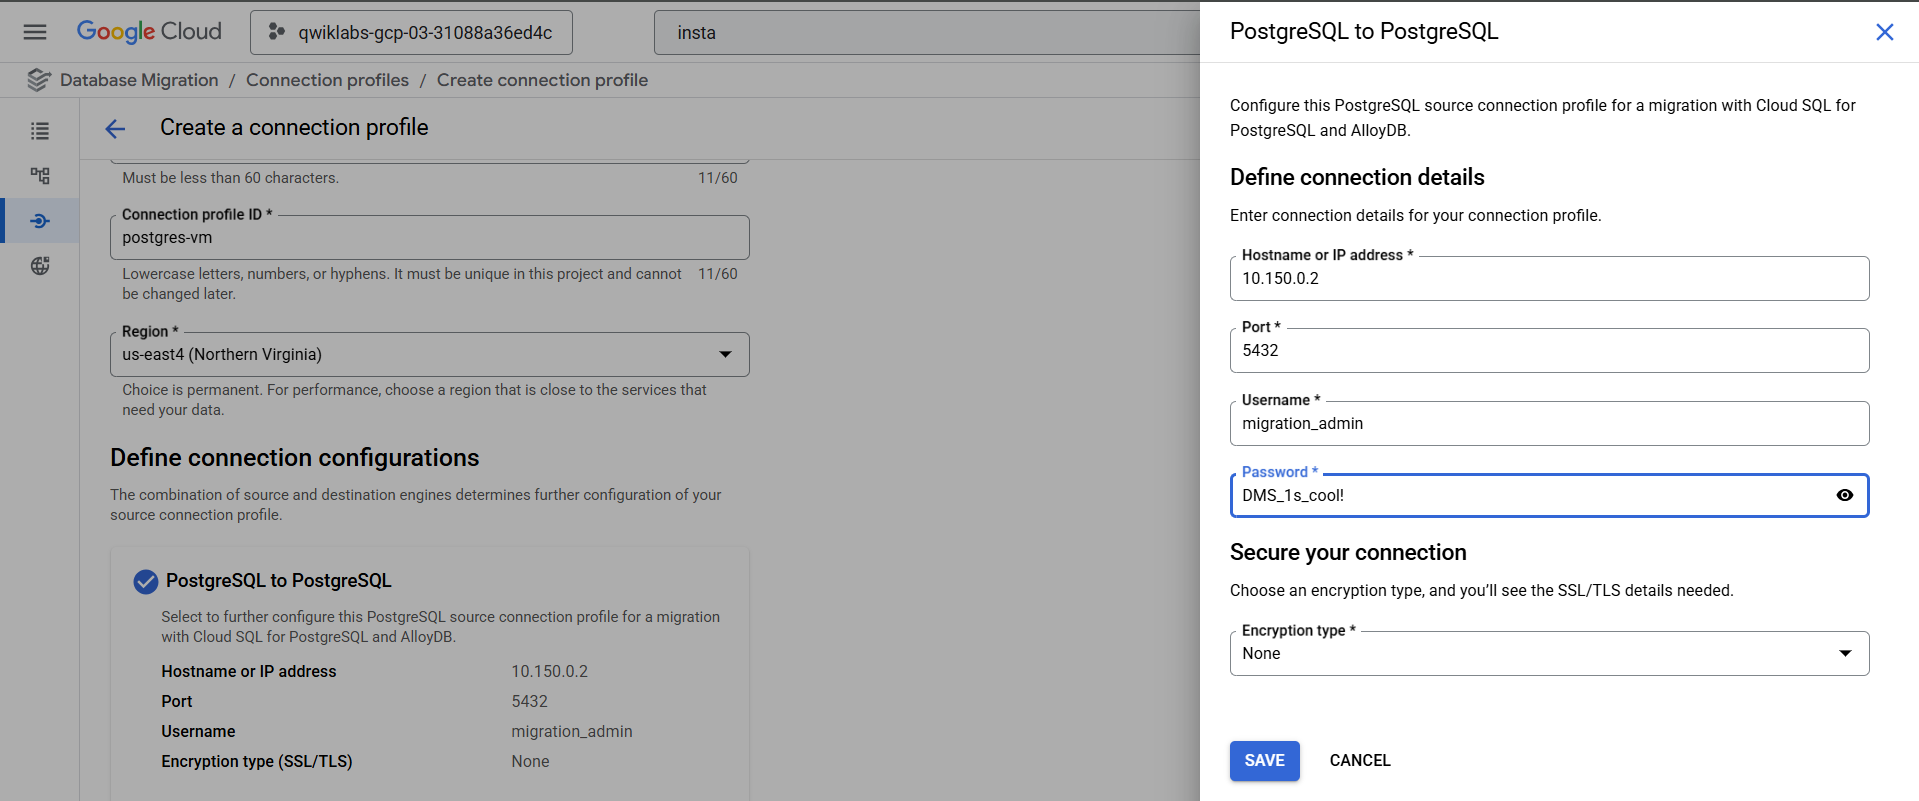 Google Cloud
qwiklabs-gcp-03-31088a36ed4c
insta
Database Migration / Connection profiles / Create connection profile
Create a connection profile
Must be less than 60 characters.
11/60
Connection profile ID *
postgres-vm
Lowercase letters, numbers, or hyphens. It must be unique in this project and cannot
be changed later.
11/60
Region *
us-east4 (Northern Virginia)
Choice is permanent. For performance, choose a region that is close to the services that
need your data.
Define connection configurations
The combination of source and destination engines determines further configuration of your
source connection profile.
PostgreSQL to PostgreSQL
Select to further configure this PostgreSQL source connection profile for a migration
with Cloud SQL for PostgreSQL and AlloyDB.
Hostname or IP address 10.150.0.2
Port 5432
Username migration_admin
Encryption type (SSL/TLS) None
PostgreSQL to PostgreSQL
Configure this PostgreSQL source connection profile for a migration with Cloud SQL for
PostgreSQL and AlloyDB.
Define connection details
Enter connection details for your connection profile.
Hostname or IP address *
10.150.0.2
Port *
5432
Username *
migration_admin
Password *
DMS_1s_cool!
Secure your connection
Choose an encryption type, and you’ll see the SSL/TLS details needed.
Encryption type *
None
SAVE
CANCEL